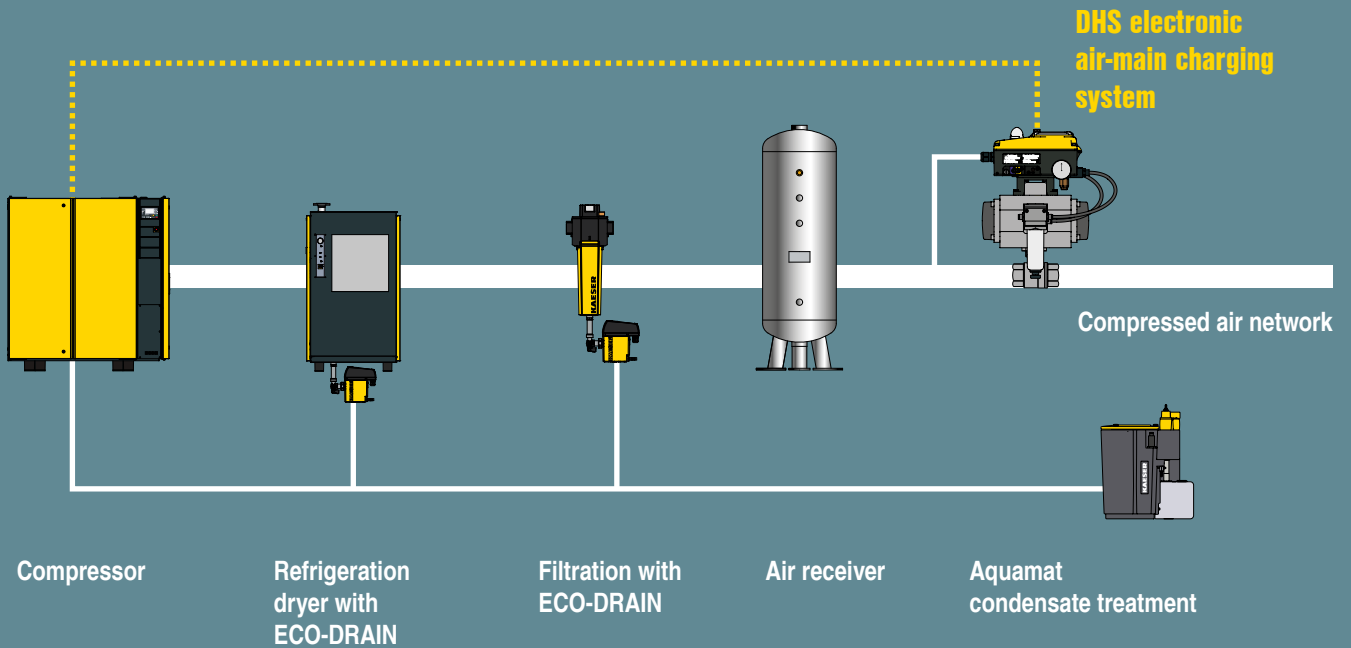 DHS electronic
air-main charging
system
KAESER
Compressed air network
KAESER
Compressor
Refrigeration
dryer with
ECO-DRAIN
Filtration with
ECO-DRAIN
Air receiver
Aquamat
condensate treatment